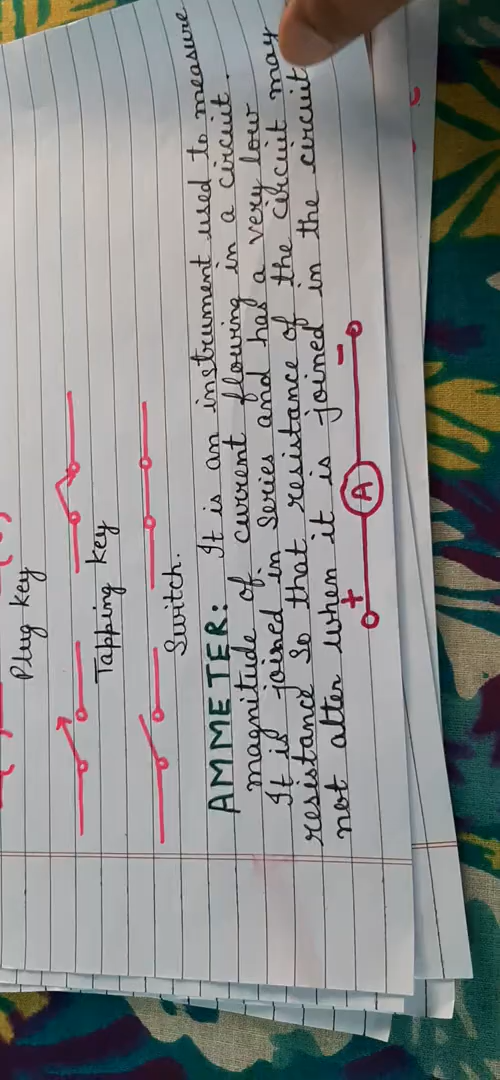 Plug key
Tapping key
Switch.
AMMETER: It is an instrument used to measure
magnitude of current flowing in a circuit.
It is joined in series and has a very low
resistance so that resistance of the circuit may
not alter when it is joined in the circuit
+ A −